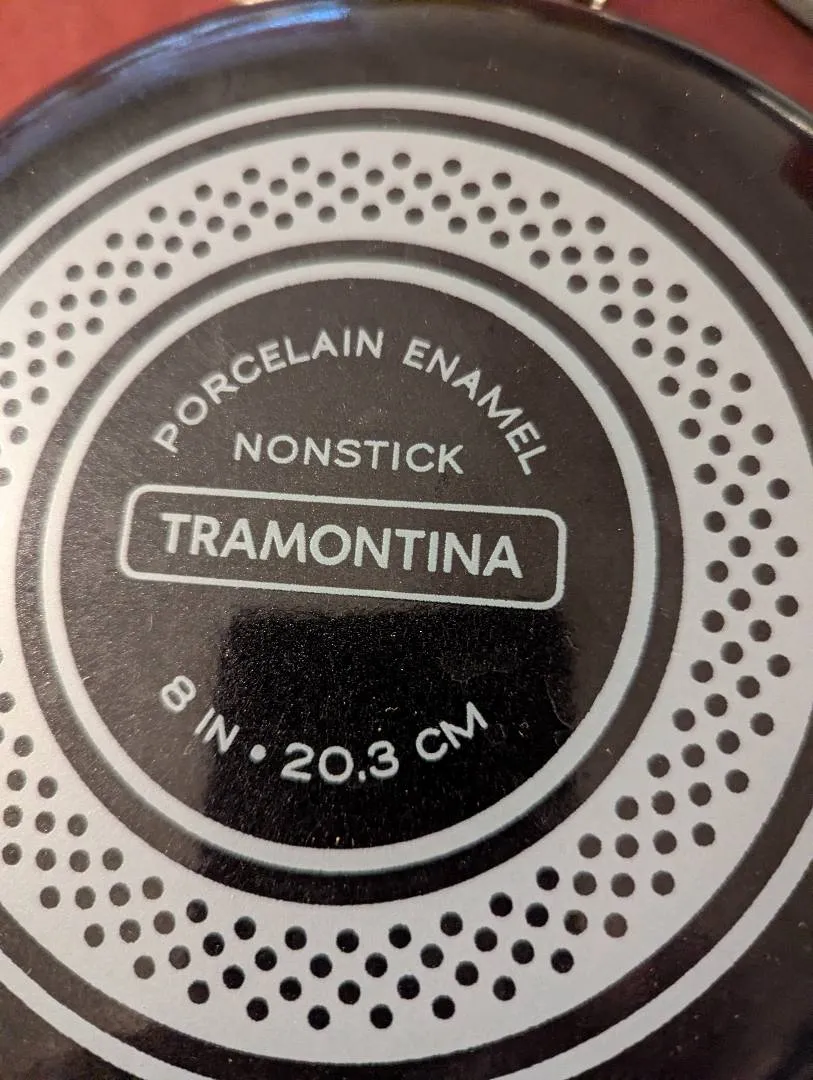 PORCELAIN ENAMEL
NONSTICK
TRAMONTINA
8 IN • 20.3 CM